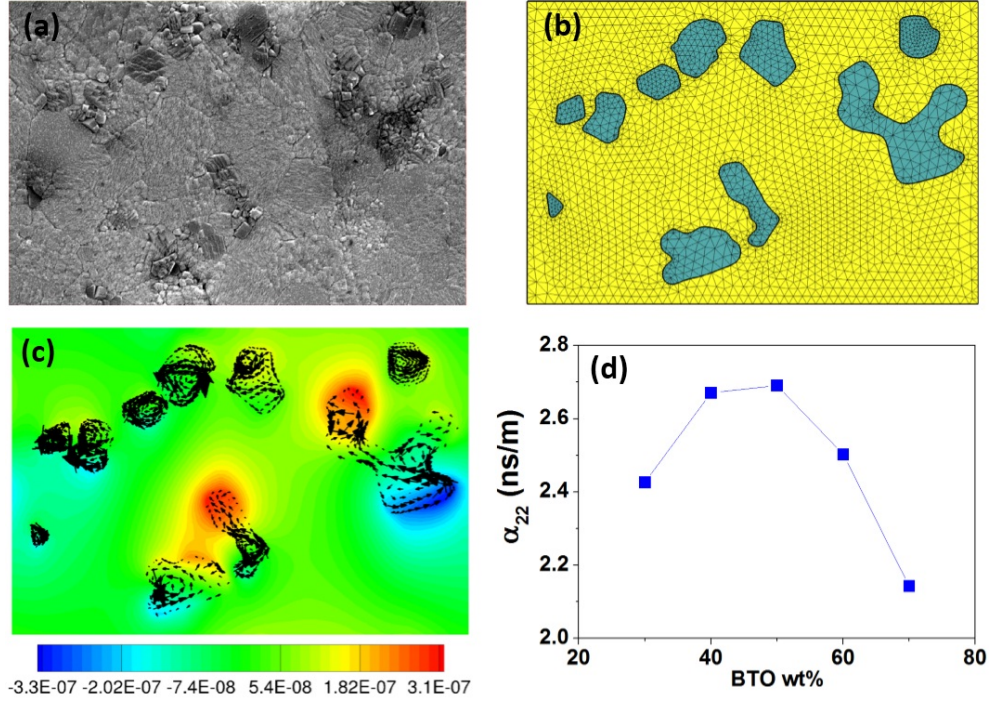 (a)
(b)
(c)
-3.3E-07 -2.02E-07 -7.4E-08 5.4E-08 1.82E-07 3.1E-07
(d)
α22 (ns/m)
2.8
2.6
2.4
2.2
2.0
20 40 60 80
BTO wt%